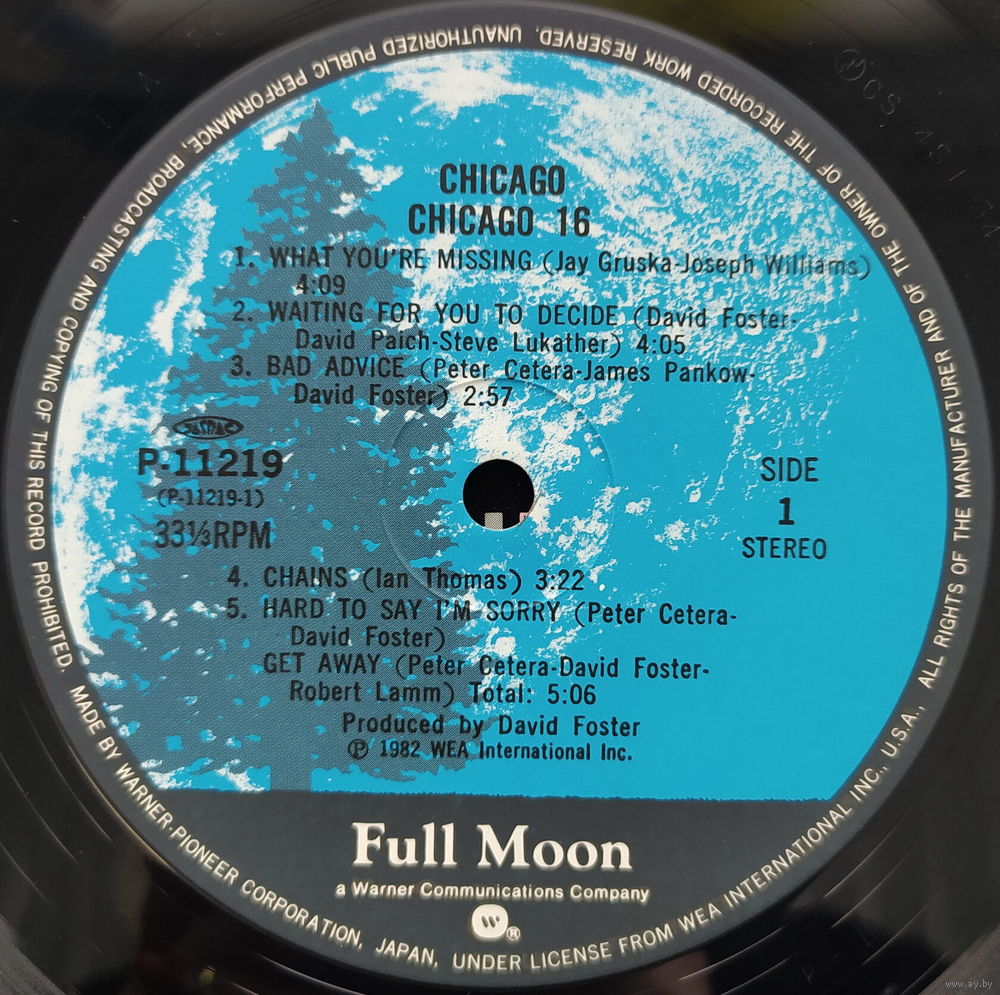 CHICAGO
CHICAGO 16
1. WHAT YOU'RE MISSING (Jay Gruska-Joseph Williams)
4:09
2. WAITING FOR YOU TO DECIDE (David Foster-
David Paich-Steve Lukather) 4:05
3. BAD ADVICE (Peter Cetera-James Pankow-
David Foster) 2:57
JASRAC
P-11219
(P-11219-1)
33⅓RPM
SIDE
1
STEREO
4. CHAINS (Ian Thomas) 3:22
5. HARD TO SAY I'M SORRY (Peter Cetera-
David Foster)
GET AWAY (Peter Cetera-David Foster-
Robert Lamm) Total: 5:06
Produced by David Foster
℗ 1982 WEA International Inc.
Full Moon
a Warner Communications Company
W®
MADE BY WARNER-PIONEER CORPORATION, JAPAN, UNDER LICENSE FROM WEA INTERNATIONAL INC., U.S.A., ALL RIGHTS OF THE MANUFACTURER AND OF THE OWNER OF THE RECORDED WORK RESERVED. UNAUTHORIZED PUBLIC PERFORMANCE, BROADCASTING AND COPYING OF THIS RECORD PROHIBITED.
www.ay.by